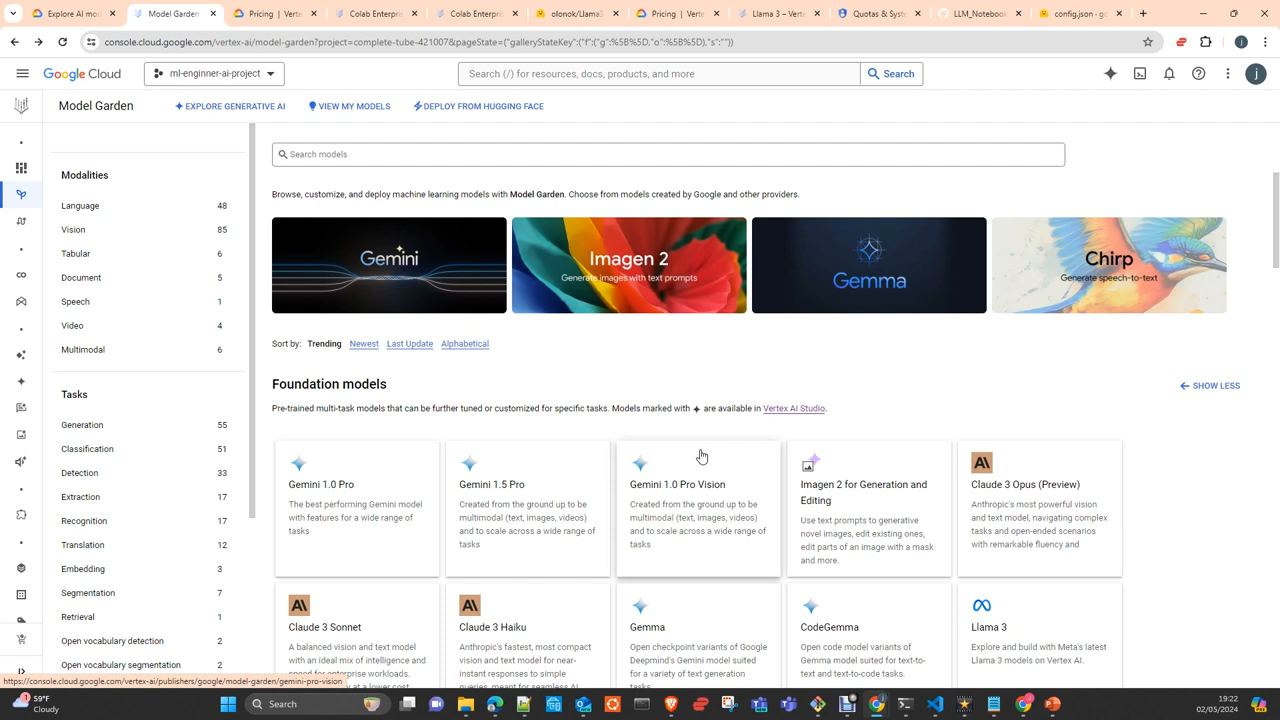 Explore AI mod
Model Garden
Pricing | Verte
Colab Enterpri
Colab Enterpri
olonok/Llama3
Pricing | Verte
Llama 3 – Vert
Quotas & Syste
LLM_Notebook
config.json · go
console.cloud.google.com/vertex-ai/model-garden?project=complete-tube-421007&pageState=("galleryStateKey":("f":("g":%5B%5D,"o":%5B%5D),"s":""))
Google Cloud
ml-enginner-ai-project
Search (/) for resources, docs, products, and more
Search
j
Model Garden
EXPLORE GENERATIVE AI
VIEW MY MODELS
DEPLOY FROM HUGGING FACE
Modalities
Language 48
Vision 85
Tabular 6
Document 5
Speech 1
Video 4
Multimodal 6
Tasks
Generation 55
Classification 51
Detection 33
Extraction 17
Recognition 17
Translation 12
Embedding 3
Segmentation 7
Retrieval 1
Open vocabulary detection 2
Open vocabulary segmentation 2
Search models
Browse, customize, and deploy machine learning models with Model Garden. Choose from models created by Google and other providers.
Gemini
Imagen 2
Generate images with text prompts
Gemma
Chirp
Generate speech-to-text
Sort by: Trending Newest Last Update Alphabetical
Foundation models
SHOW LESS
Pre-trained multi-task models that can be further tuned or customized for specific tasks. Models marked with are available in Vertex AI Studio.
Gemini 1.0 Pro
The best performing Gemini model
with features for a wide range of
tasks
Gemini 1.5 Pro
Created from the ground up to be
multimodal (text, images, videos)
and to scale across a wide range of
tasks
Gemini 1.0 Pro Vision
Created from the ground up to be
multimodal (text, images, videos)
and to scale across a wide range of
tasks
Imagen 2 for Generation and
Editing
Use text prompts to generative
novel images, edit existing ones,
edit parts of an image with a mask
and more.
Claude 3 Opus (Preview)
Anthropic's most powerful vision
and text model, navigating complex
tasks and open-ended scenarios
with remarkable fluency and
Claude 3 Sonnet
A balanced vision and text model
with an ideal mix of intelligence and
speed for enterprise workloads.
Claude 3 Haiku
Anthropic's fastest, most compact
vision and text model for near-
instant responses to simple
queries, meant for seamless AI
Gemma
Open checkpoint variants of Google
Deepmind's Gemini model suited
for a variety of text generation
tasks.
CodeGemma
Open code model variants of
Gemma model suited for text-to-
code and text-to-code tasks.
Llama 3
Explore and build with Meta's latest
Llama 3 models on Vertex AI.
https://console.cloud.google.com/vertex-ai/publishers/google/model-garden/gemini-pro-vision
59°F
Cloudy
Search
19:22
02/05/2024